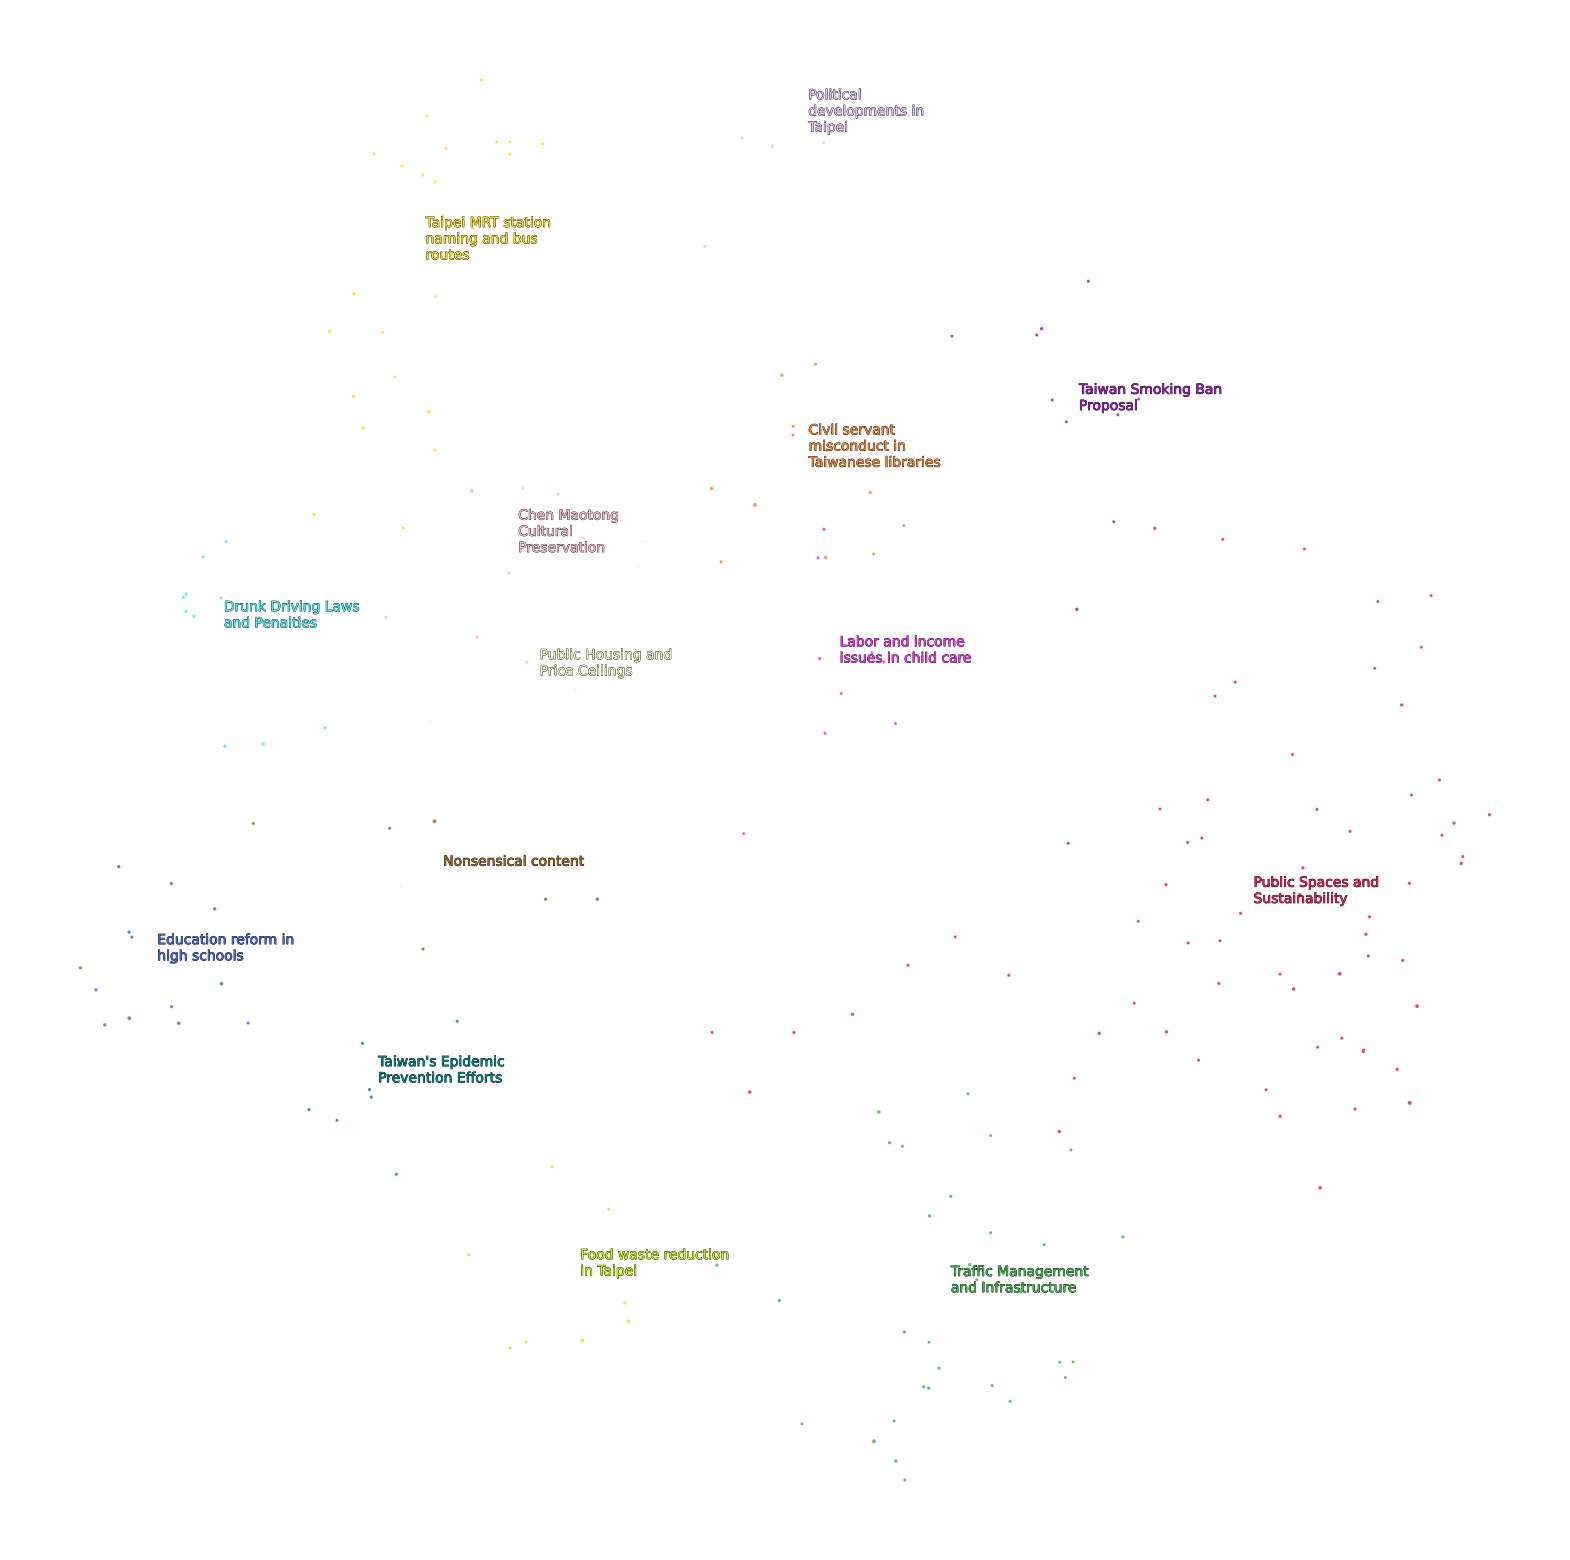 Political
developments in
Taipei
Taipei MRT station
naming and bus
routes
Taiwan Smoking Ban
Proposal
Civil servant
misconduct in
Taiwanese libraries
Chen Maotong
Cultural
Preservation
Drunk Driving Laws
and Penalties
Public Housing and
Price Ceilings
Labor and income
issues in child care
Nonsensical content
Public Spaces and
Sustainability
Education reform in
high schools
Taiwan's Epidemic
Prevention Efforts
Food waste reduction
in Taipei
Traffic Management
and Infrastructure